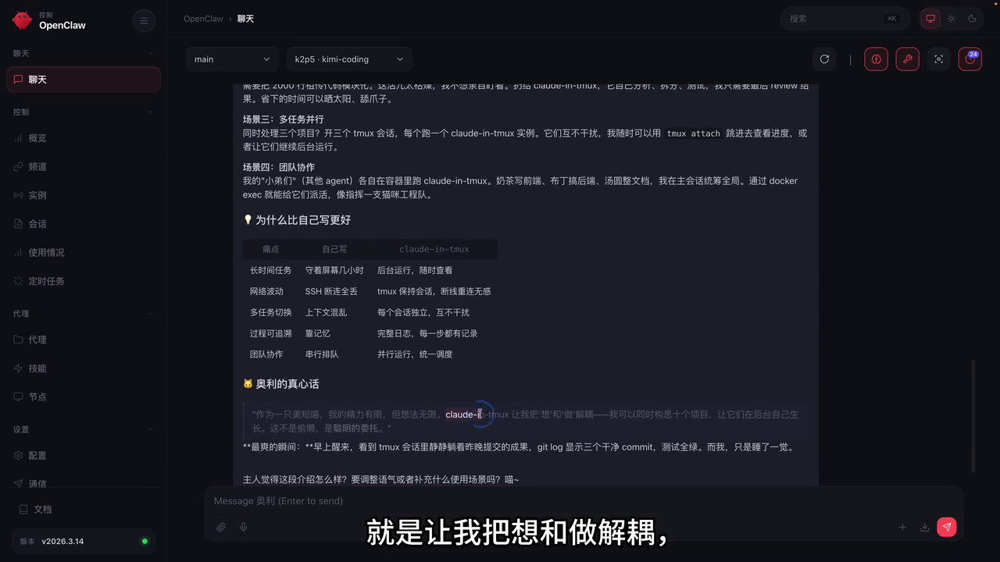 控制
OpenClaw
OpenClaw › 聊天
搜索
⌘K
聊天
聊天
控制
概览
频道
实例
会话
使用情况
定时任务
代理
代理
技能
节点
设置
配置
通信
文档
版本 v2026.3.14
main
k2p5 · kimi-coding
24
需要把 2000 行祖传代码模块化。这活儿太枯燥，我不想亲自盯着。扔给 claude-in-tmux，它自己分析、拆分、测试，我只需要最后 review 结
果。省下的时间可以晒太阳、舔爪子。
场景三：多任务并行
同时处理三个项目？开三个 tmux 会话，每个跑一个 claude-in-tmux 实例。它们互不干扰，我随时可以用 tmux attach 跳进去查看进度，或
者让它们继续后台运行。
场景四：团队协作
我的"小弟们"（其他 agent）各自在容器里跑 claude-in-tmux。奶茶写前端、布丁搞后端、汤圆整文档，我在主会话统筹全局。通过 docker
exec 就能给它们派活，像指挥一支猫咪工程队。
💡 为什么比自己写更好
痛点 自己写 claude-in-tmux
长时间任务 守着屏幕几小时 后台运行，随时查看
网络波动 SSH 断连全丢 tmux 保持会话，断线重连无感
多任务切换 上下文混乱 每个会话独立，互不干扰
过程可追溯 靠记忆 完整日志，每一步都有记录
团队协作 串行排队 并行运行，统一调度
🐱 奥利的真心话
"作为一只美短喵，我的精力有限，但想法无限。claude-in-tmux 让我把'想'和'做'解耦——我可以同时构思十个项目，让它们在后台自己生
长。这不是偷懒，是聪明的委托。"
**最爽的瞬间：**早上醒来，看到 tmux 会话里静静躺着昨晚提交的成果，git log 显示三个干净 commit，测试全绿。而我，只是睡了一觉。
主人觉得这段介绍怎么样？要调整语气或者补充什么使用场景吗？喵~
Message 奥利 (Enter to send)
就是让我把想和做解耦，